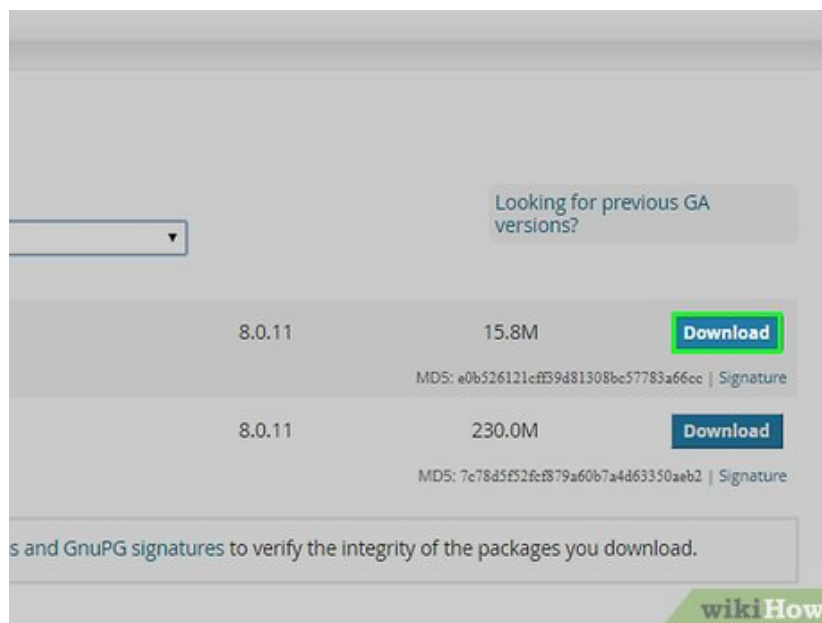 Looking for previous GA
versions?
8.0.11 15.8M Download
MD5: e0b526121cff39d81308bc57783a66cc | Signature
8.0.11 230.0M Download
MD5: 7c78d5f52fcf879a60b7a4d63350aeb2 | Signature
s and GnuPG signatures to verify the integrity of the packages you download.
wikiHow